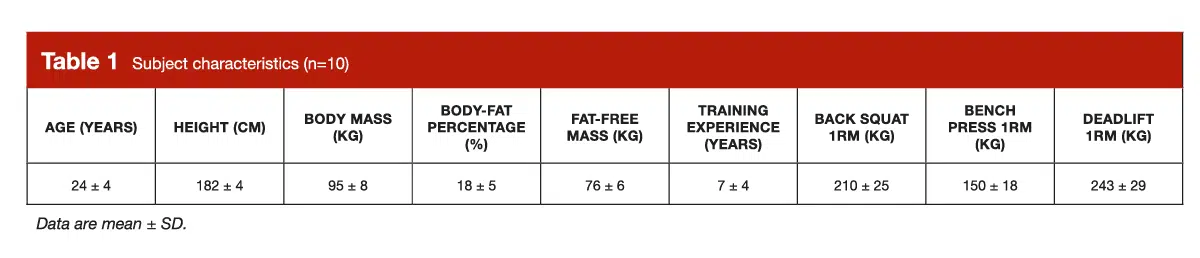 Table 1 Subject characteristics (n=10)
AGE (YEARS) HEIGHT (CM) BODY MASS (KG) BODY-FAT PERCENTAGE (%) FAT-FREE MASS (KG) TRAINING EXPERIENCE (YEARS) BACK SQUAT 1RM (KG) BENCH PRESS 1RM (KG) DEADLIFT 1RM (KG)
24 ± 4 182 ± 4 95 ± 8 18 ± 5 76 ± 6 7 ± 4 210 ± 25 150 ± 18 243 ± 29
Data are mean ± SD.